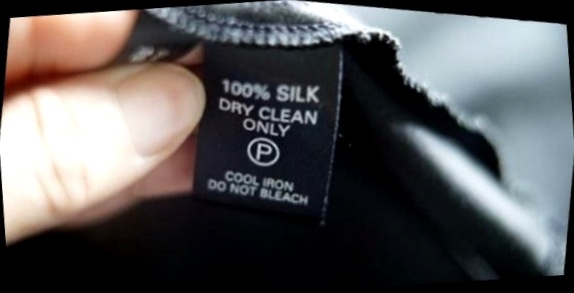 100% SILK
DRY CLEAN
ONLY
P
COOL IRON
DO NOT BLEACH